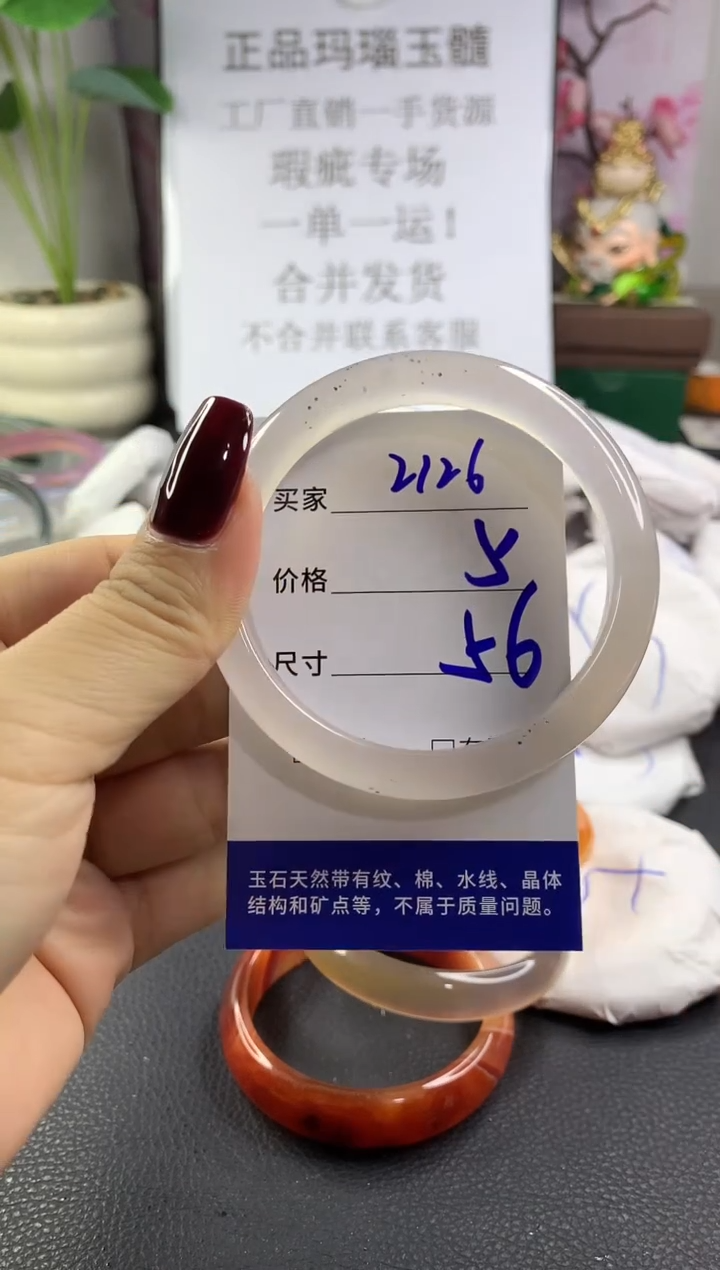 正品玛瑙玉髓
工厂直销一手货源
瑕疵专场
一单一运！
合并发货
不合并联系客服
买家 2126
价格 5
尺寸 56
玉石天然带有纹、棉、水线、晶体
结构和矿点等，不属于质量问题。